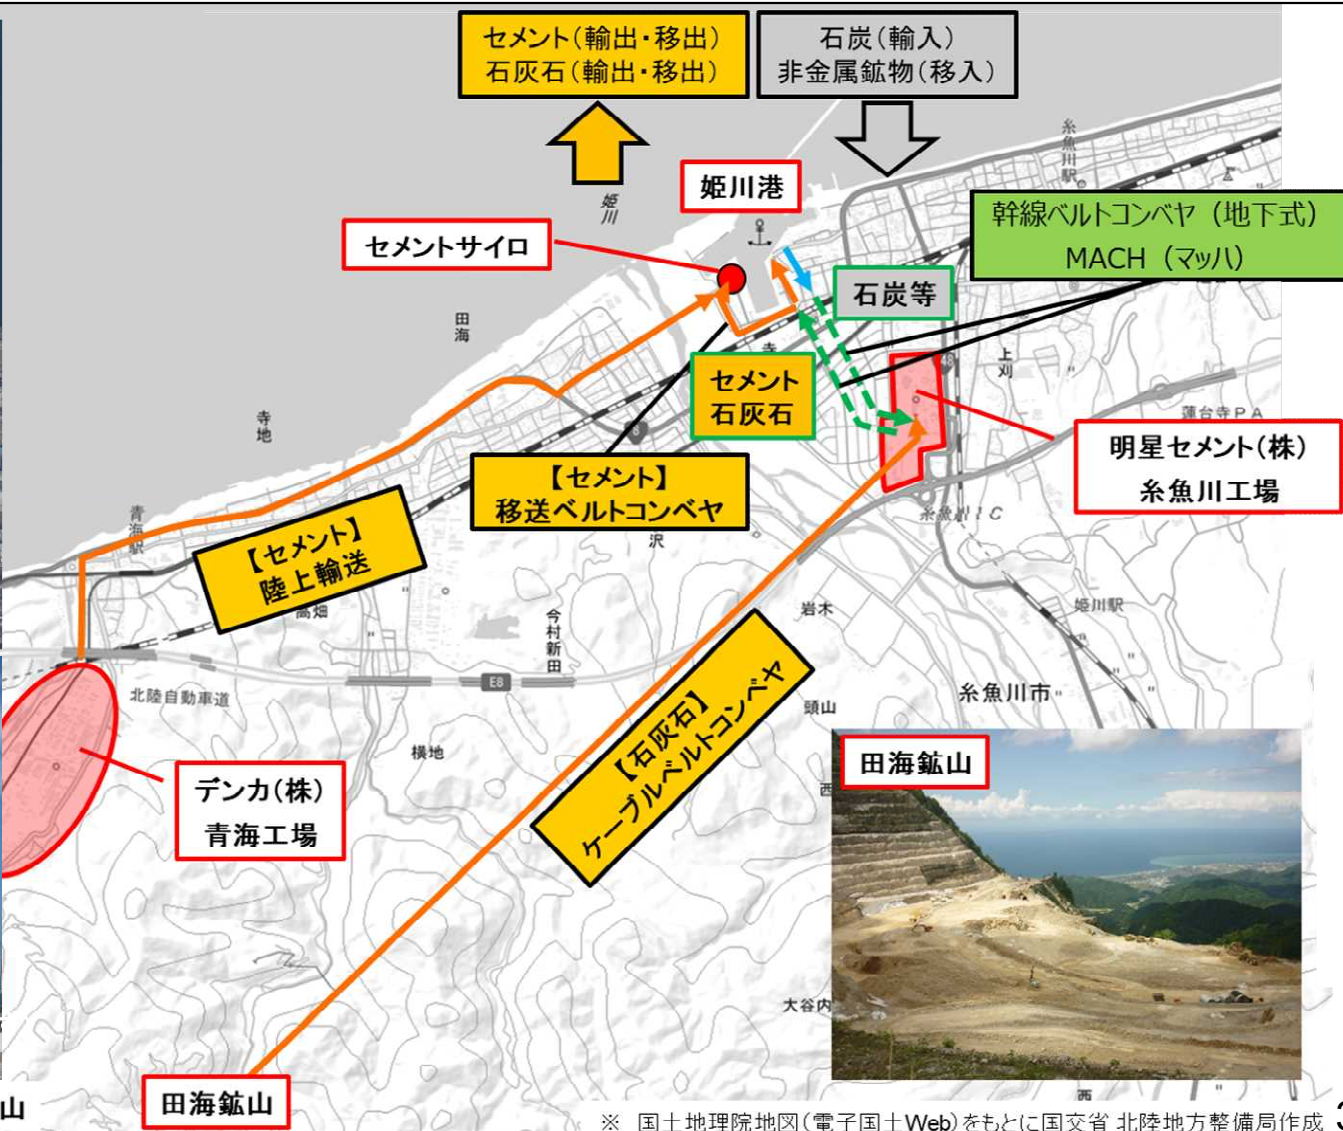 セメント(輸出・移出)
石灰石(輸出・移出)
石炭(輸入)
非金属鉱物(移入)
糸魚川駅
姫川
姫川港
幹線ベルトコンベヤ（地下式）
MACH（マッハ）
セメントサイロ
石炭等
田海
寺
上刈
48
セメント
石灰石
8
蓮台寺PA
寺地
明星セメント(株)
糸魚川工場
【セメント】
移送ベルトコンベヤ
青海駅
糸魚川IC
沢
【セメント】
陸上輸送
高畑
今村新田
岩木
姫川駅
E8
北陸自動車道
糸魚川市
頭山
【石灰石】
ケーブルベルトコンベヤ
横地
西
田海鉱山
デンカ(株)
青海工場
大谷内
西
山
田海鉱山
※ 国土地理院地図(電子国土Web)をもとに国交省 北陸地方整備局作成